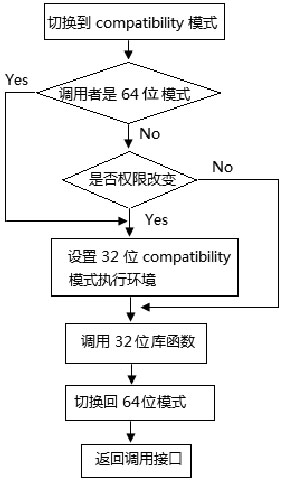 切换到 compatibility 模式
Yes
调用者是 64 位 模式
No
是否权限改变
No
Yes
设置 32 位 compatibility
模式执行环境
调用 32 位 库函数
切换回 64位模式
返回调用接口